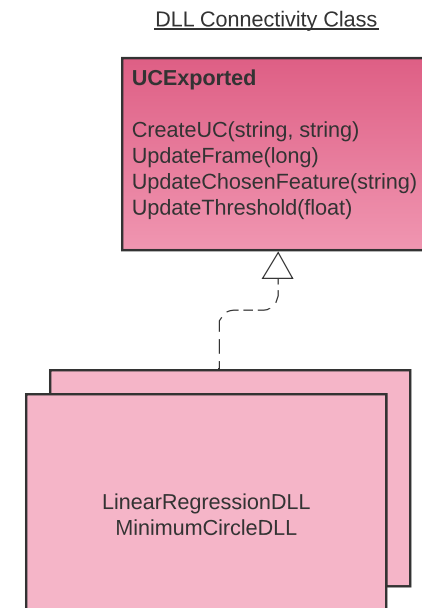 DLL Connectivity Class
UCExported
CreateUC(string, string)
UpdateFrame(long)
UpdateChosenFeature(string)
UpdateThreshold(float)
LinearRegressionDLL
MinimumCircleDLL